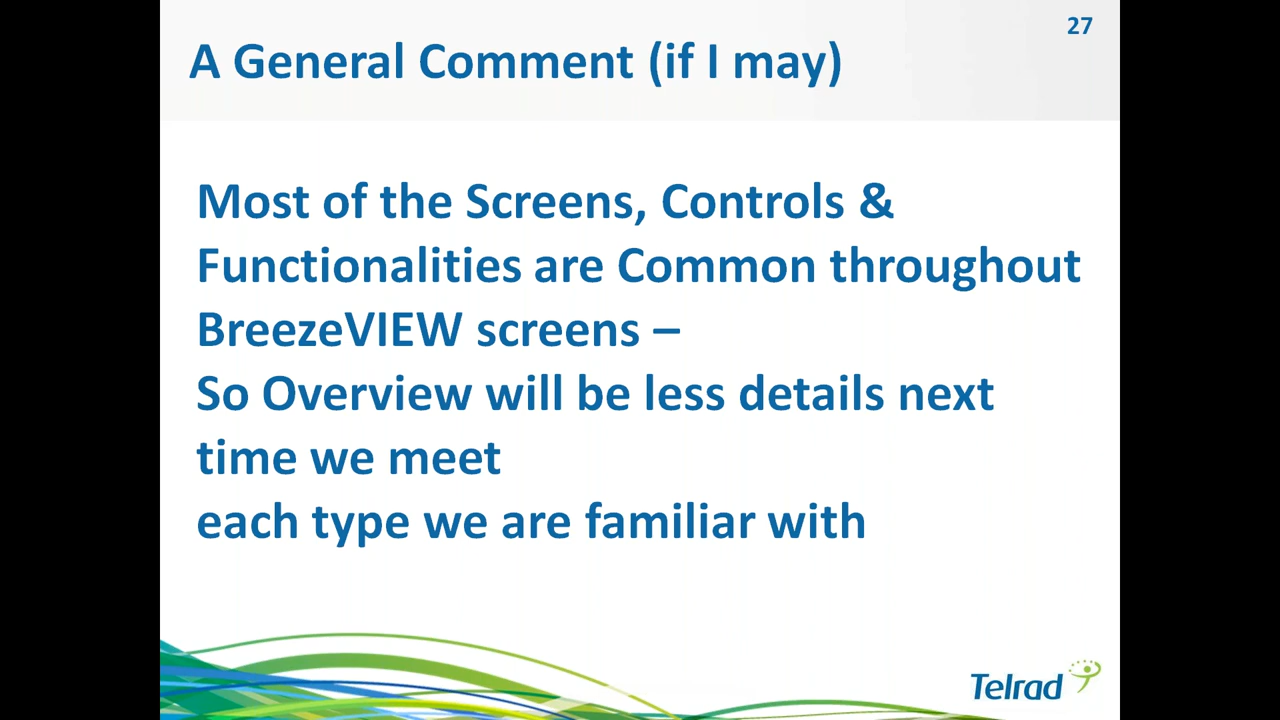 27
A General Comment (if I may)
Most of the Screens, Controls &
Functionalities are Common throughout
BreezeVIEW screens –
So Overview will be less details next
time we meet
each type we are familiar with
Telrad